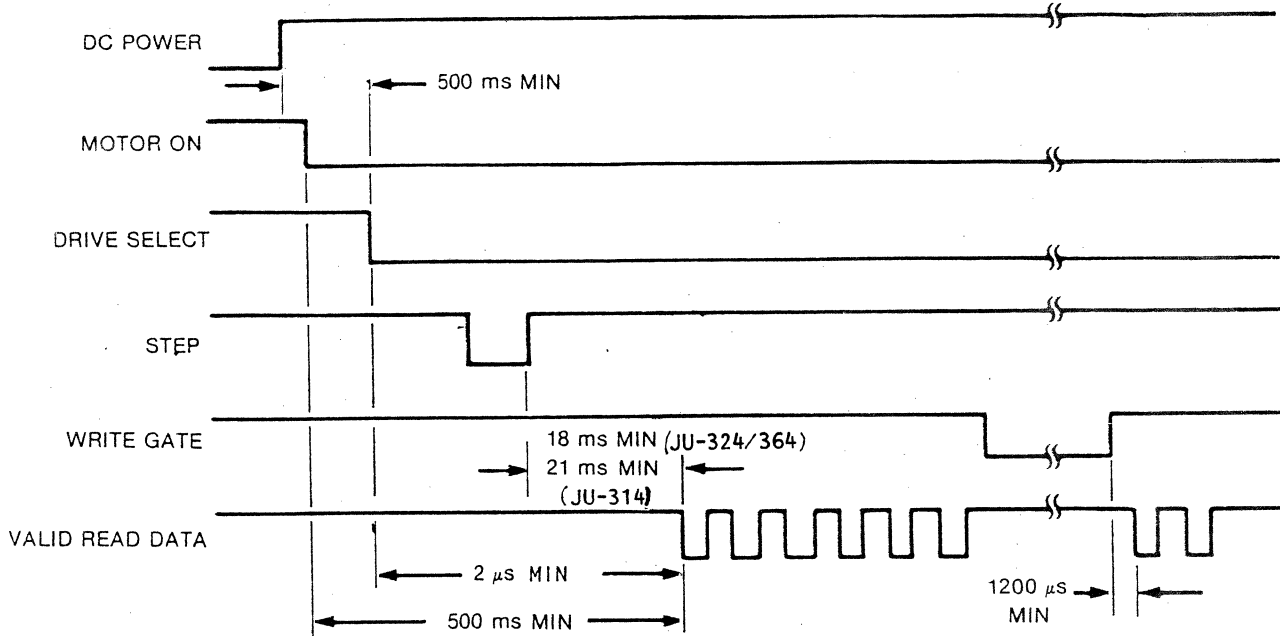 DC POWER
500 ms MIN
MOTOR ON
DRIVE SELECT
STEP
WRITE GATE
18 ms MIN (JU-324/364)
21 ms MIN
(JU-314)
VALID READ DATA
2 μs MIN
1200 μs
MIN
500 ms MIN